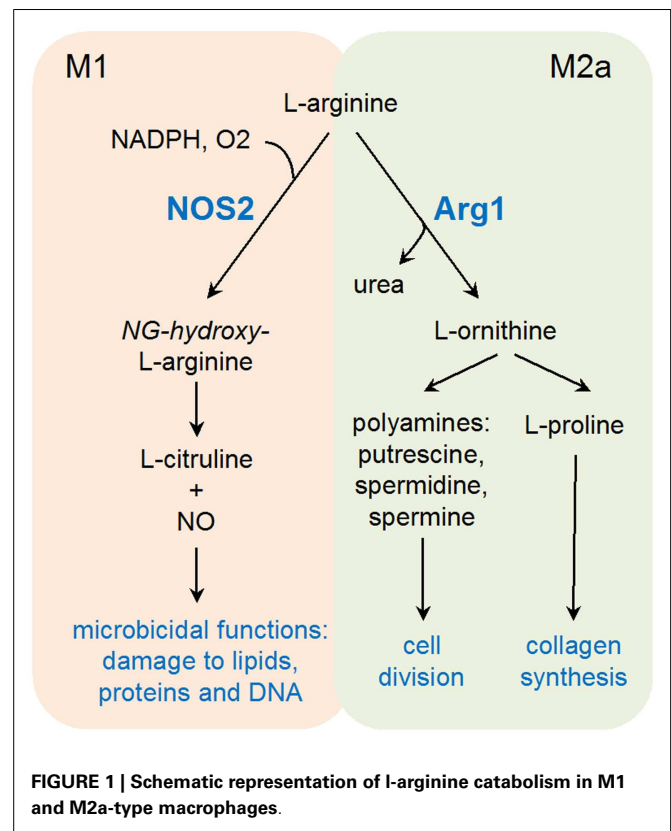 M1
M2a
L-arginine
NADPH, O2
NOS2
Arg1
urea
NG-hydroxy-
L-arginine
L-ornithine
L-citruline
+
NO
polyamines:
putrescine,
spermidine,
spermine
L-proline
microbicidal functions:
damage to lipids,
proteins and DNA
cell
division
collagen
synthesis
FIGURE 1 | Schematic representation of l-arginine catabolism in M1
and M2a-type macrophages.